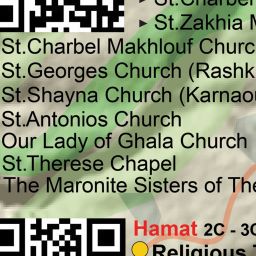 ▸ St.Charbel
▸ St.Zakhia M
St.Charbel Makhlouf Churc
St.Georges Church (Rashk
St.Shayna Church (Karnaou
St.Antonios Church
Our Lady of Ghala Church
St.Therese Chapel
The Maronite Sisters of The
Hamat 2C - 3C
Religious T